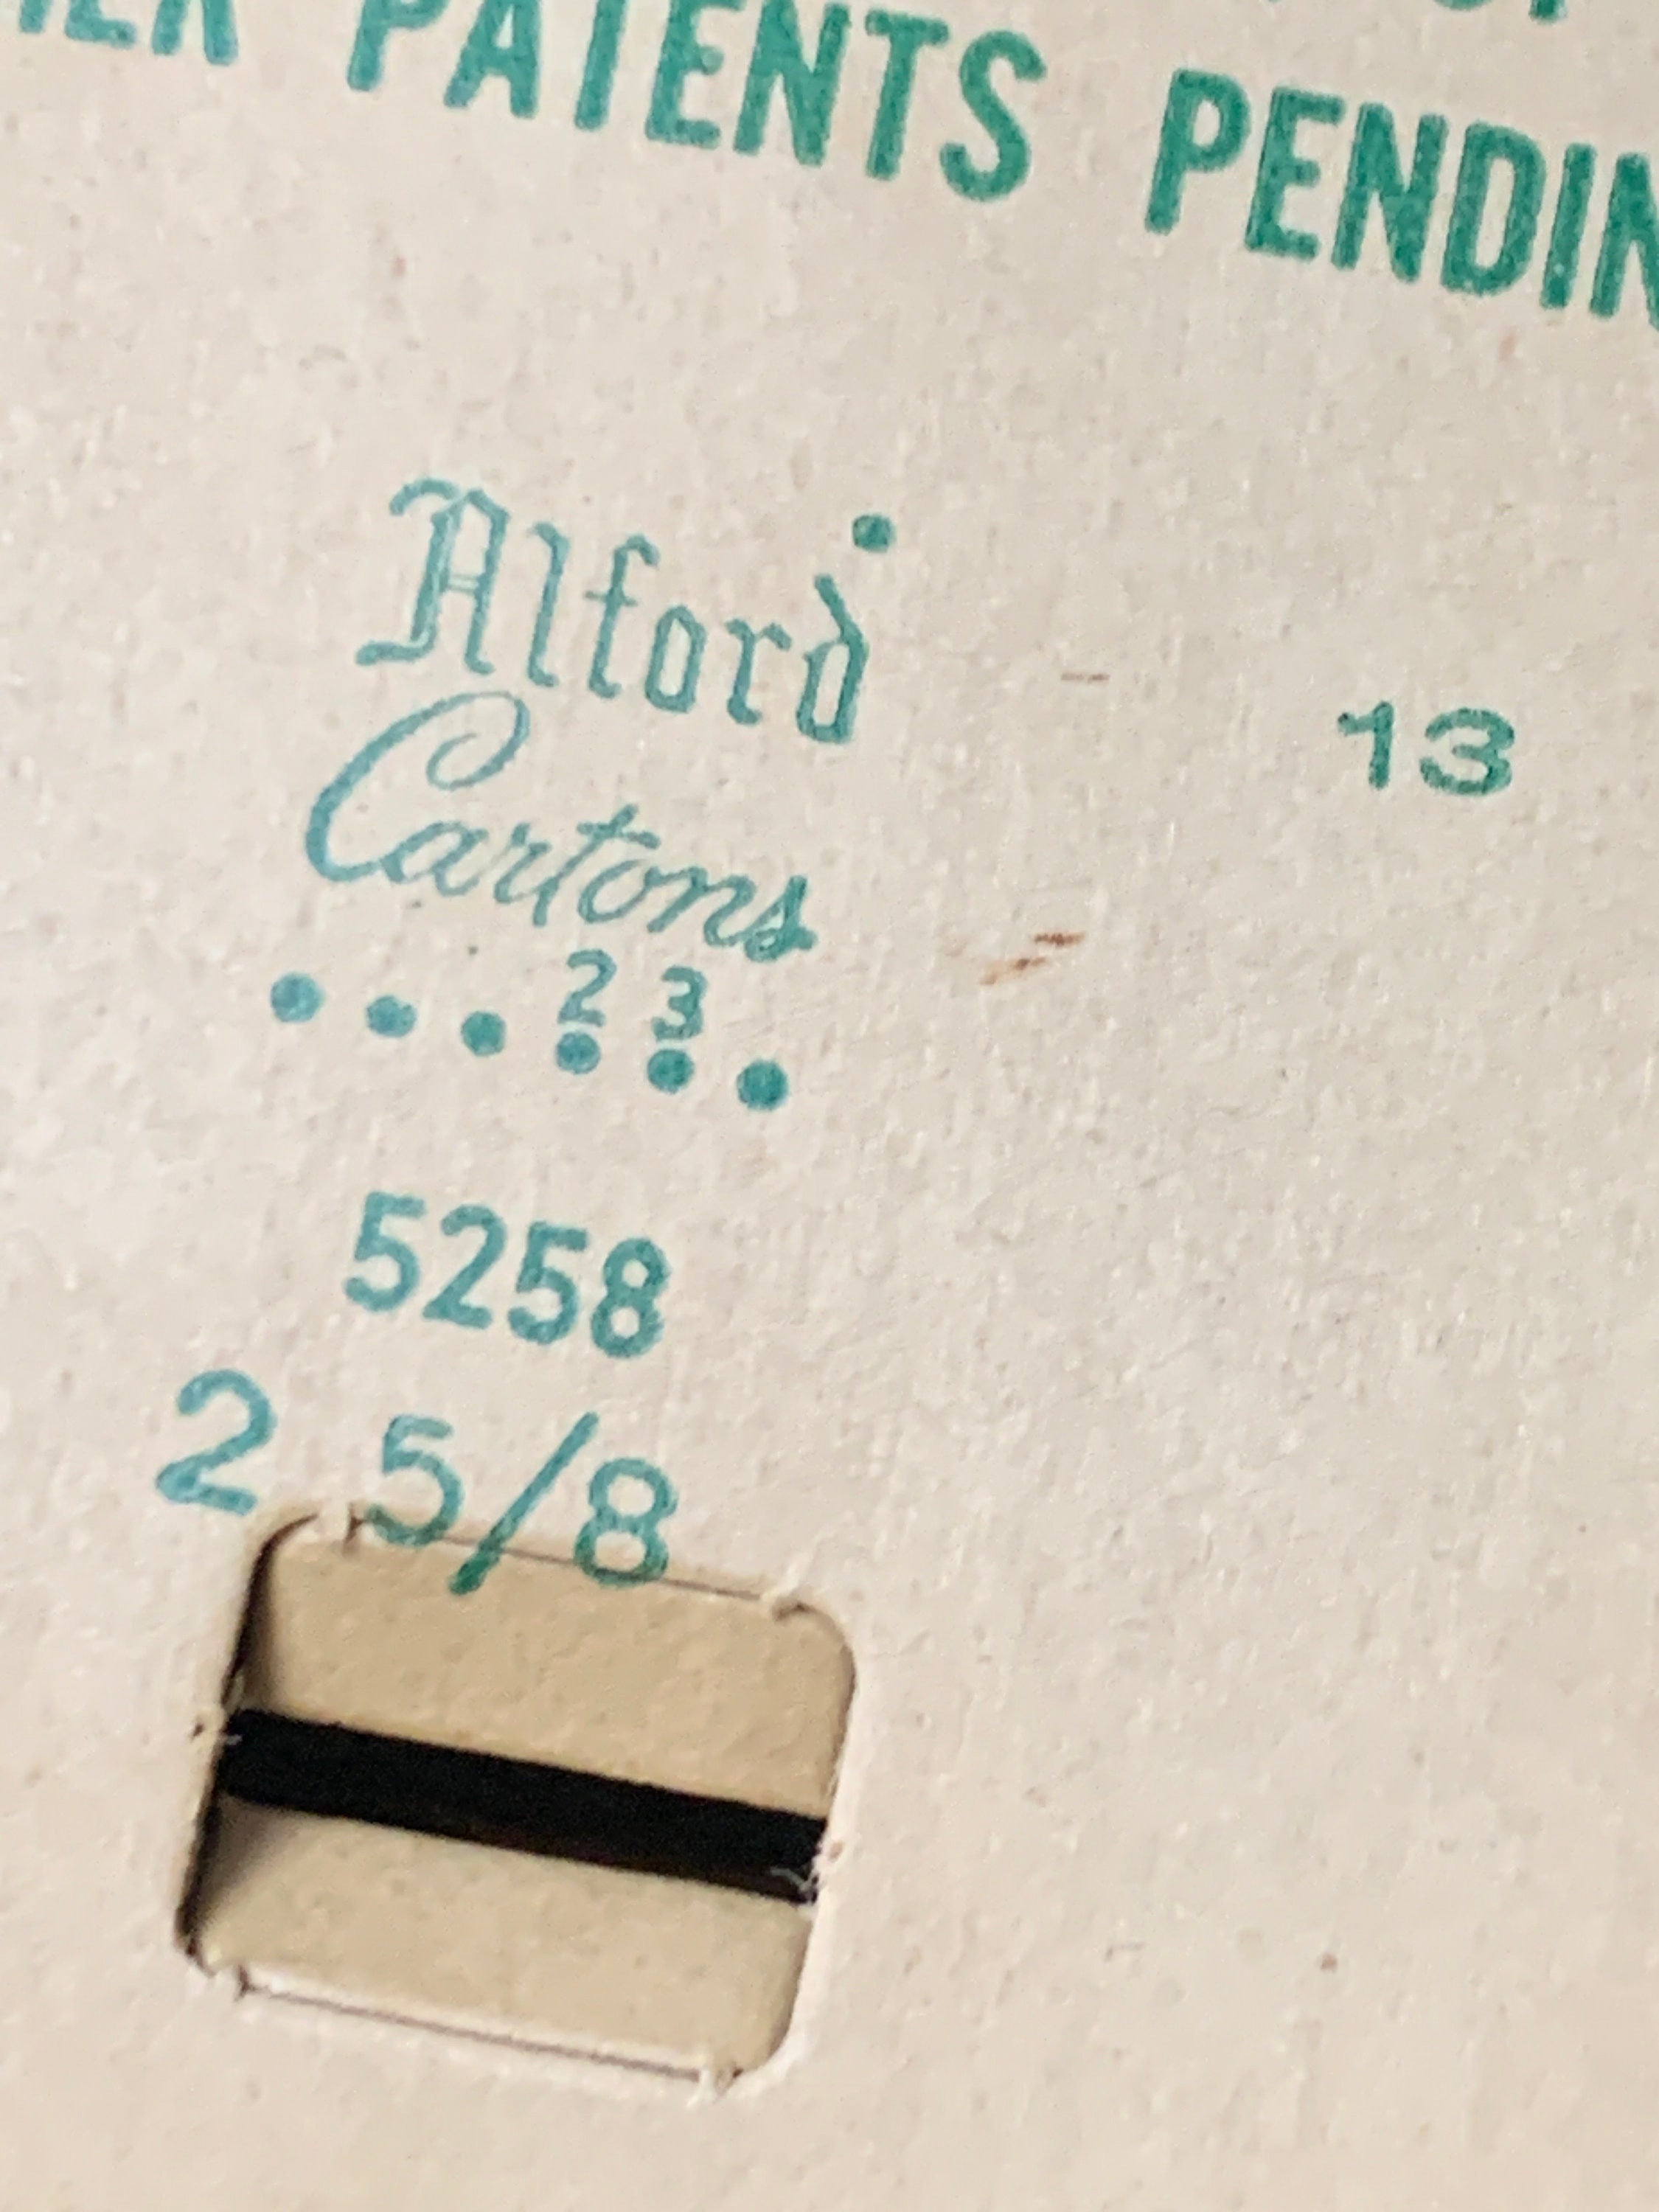 PATENTS PENDIN
Alford
Cartons
13
2 3
5258
2 5/8